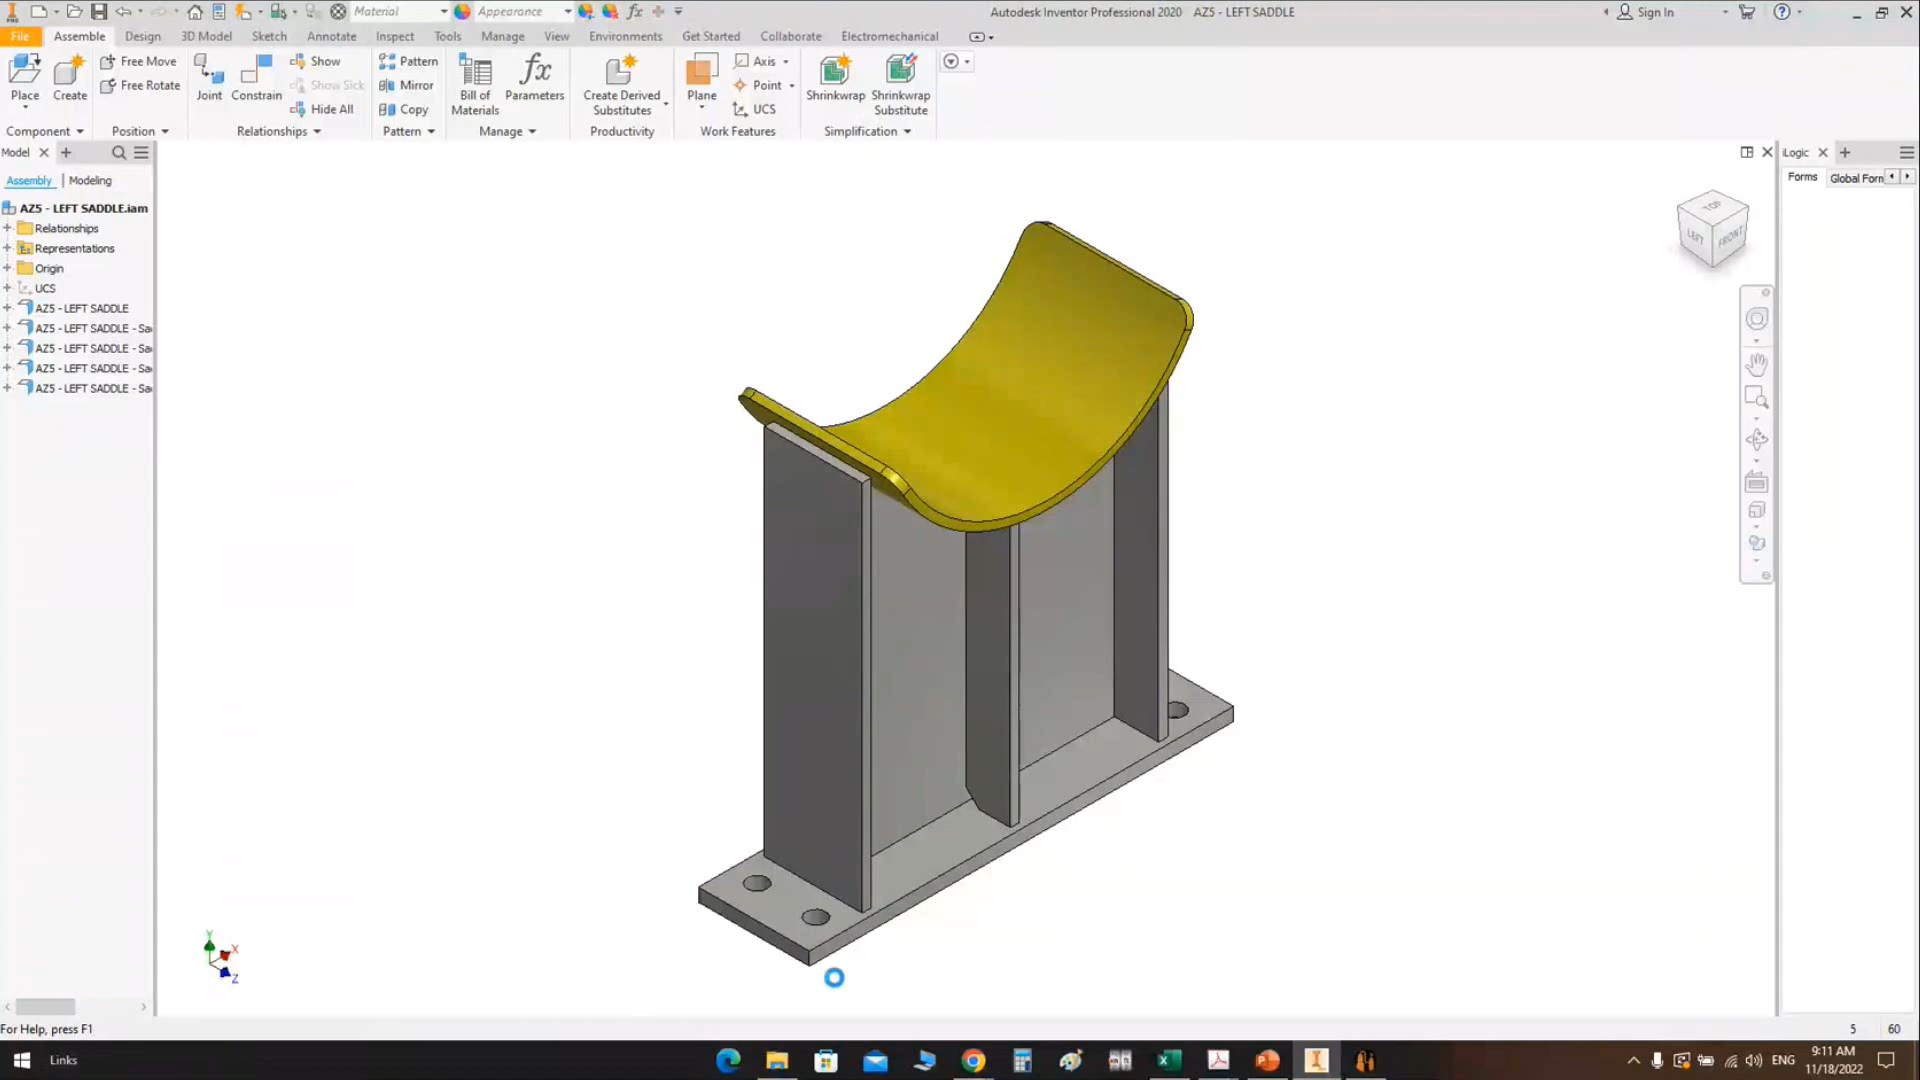 Material
Appearance
Autodesk Inventor Professional 2020 AZ5 - LEFT SADDLE
Sign In
File Assemble Design 3D Model Sketch Annotate Inspect Tools Manage View Environments Get Started Collaborate Electromechanical
Place
Create
Free Move
Free Rotate
Joint
Constrain
Show
Show Sick
Hide All
Pattern
Mirror
Copy
Bill of
Materials
Parameters
Create Derived
Substitutes
Plane
Axis
Point
UCS
Shrinkwrap
Shrinkwrap
Substitute
Component Position Relationships Pattern Manage Productivity Work Features Simplification
Model
Assembly Modeling
AZ5 - LEFT SADDLE.iam
Relationships
Representations
Origin
UCS
AZ5 - LEFT SADDLE
AZ5 - LEFT SADDLE - Sa
AZ5 - LEFT SADDLE - Sa
AZ5 - LEFT SADDLE - Sa
AZ5 - LEFT SADDLE - Sa
iLogic
Forms Global Forn
TOP
LEFT
FRONT
Y
X
Z
For Help, press F1
5 60
Links
ENG
9:11 AM
11/18/2022